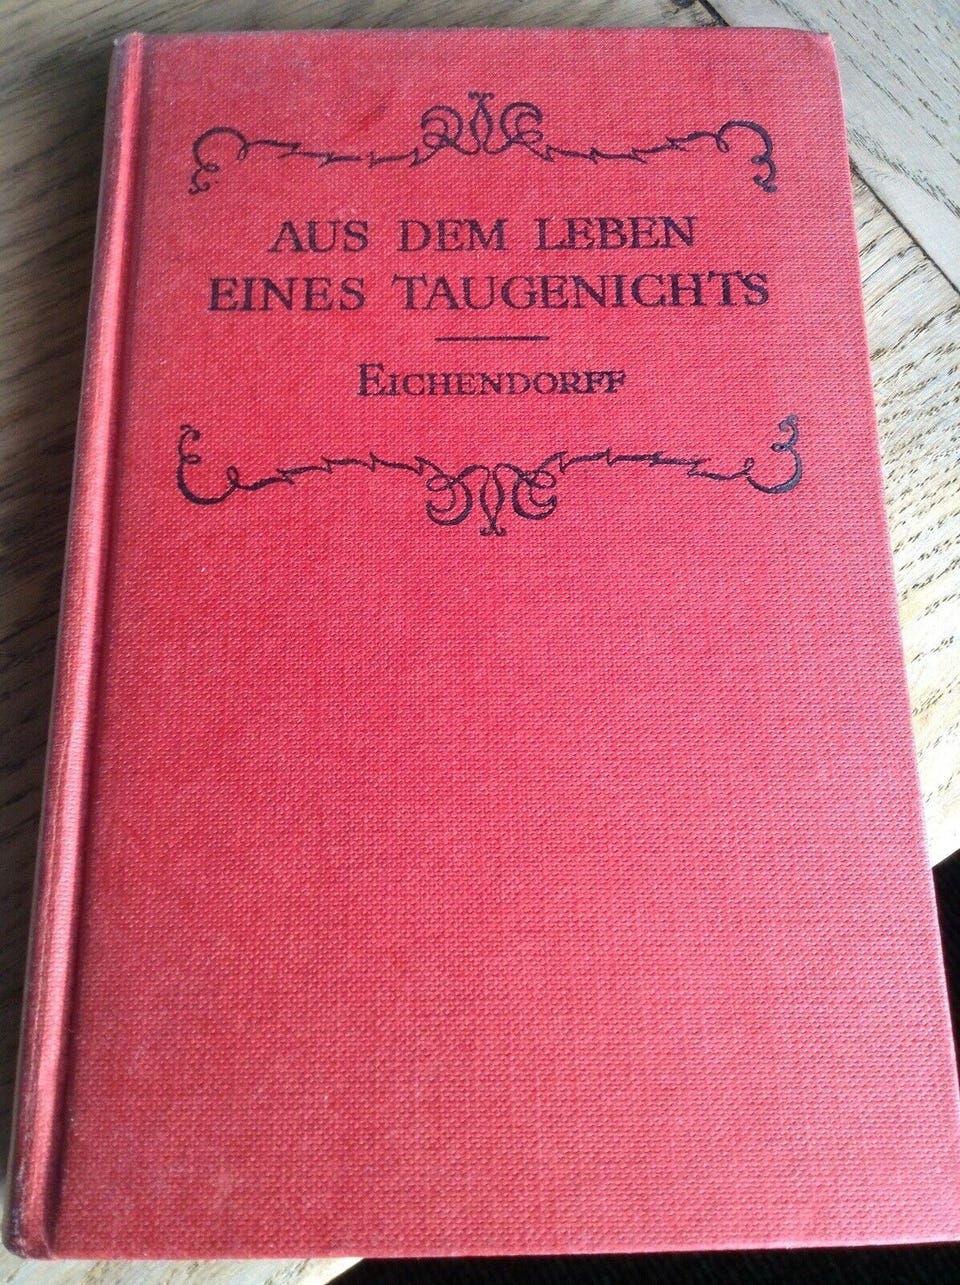 AUS DEM LEBEN
EINES TAUGENICHTS
EICHENDORFF